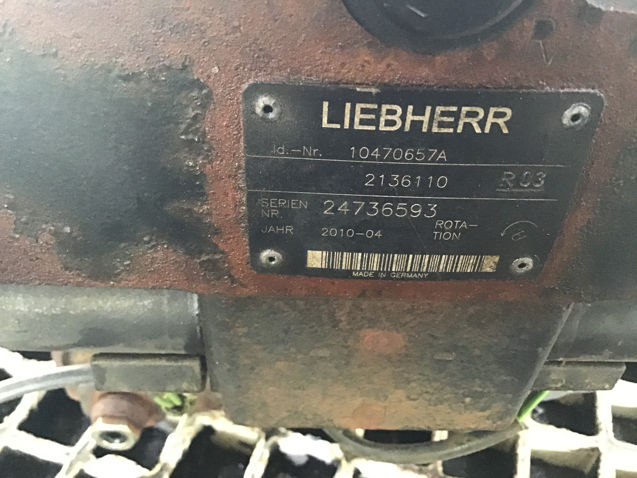 LIEBHERR
Id.-Nr. 10470657A
2136110 R03
SERIEN NR. 24736593
JAHR 2010-04 ROTA-
TION
MADE IN GERMANY